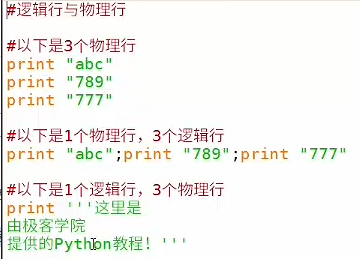 #逻辑行与物理行
#以下是3个物理行
print "abc"
print "789"
print "777"
#以下是1个物理行，3个逻辑行
print "abc";print "789";print "777"
#以下是1个逻辑行，3个物理行
print '''这里是
由极客学院
提供的Python教程！'''